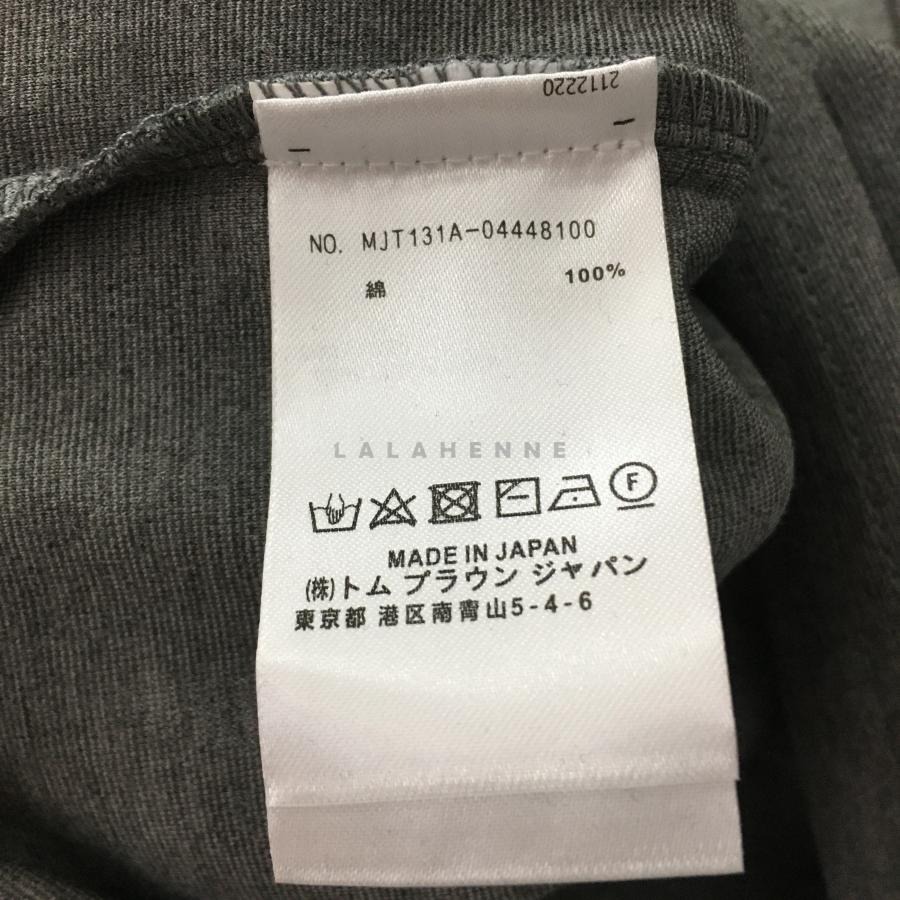 2112220
NO. MJT131A-04448100
綿 100%
LALAHENNE
F
MADE IN JAPAN
(株)トム ブラウン ジャパン
東京都 港区南青山5-4-6